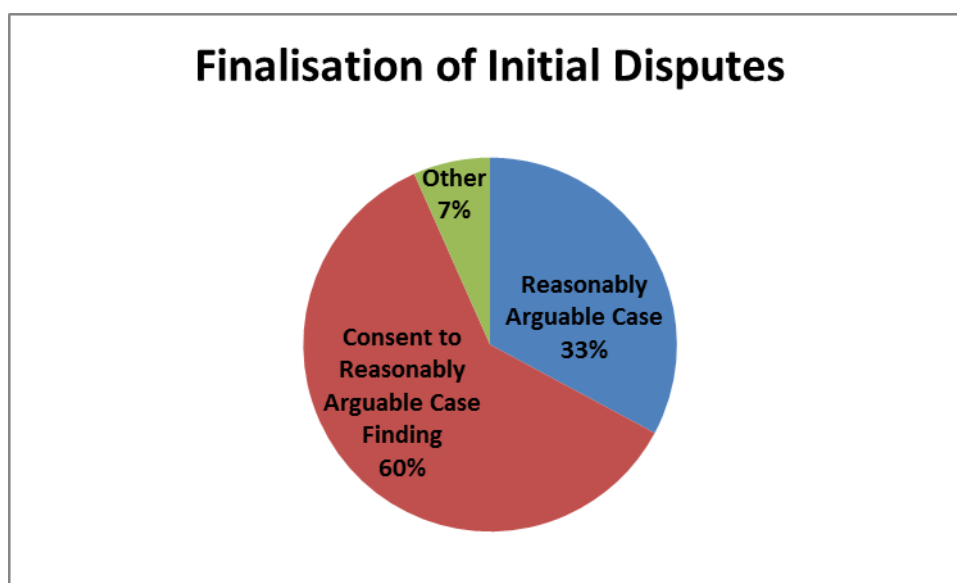 Finalisation of Initial Disputes
Other
7%
Reasonably
Arguable Case
33%
Consent to
Reasonably
Arguable Case
Finding
60%